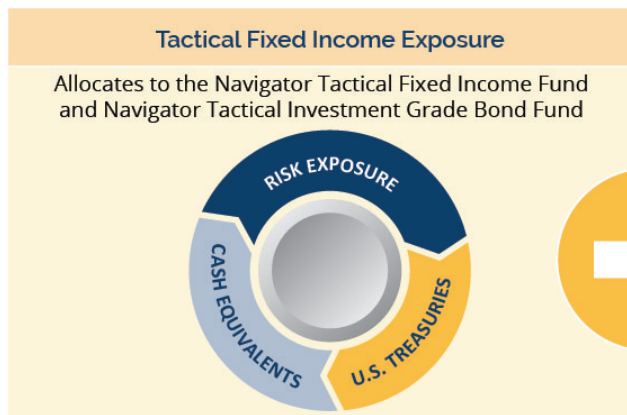 Tactical Fixed Income Exposure
Allocates to the Navigator Tactical Fixed Income Fund
and Navigator Tactical Investment Grade Bond Fund
RISK EXPOSURE
CASH EQUIVALENTS
U.S. TREASURIES